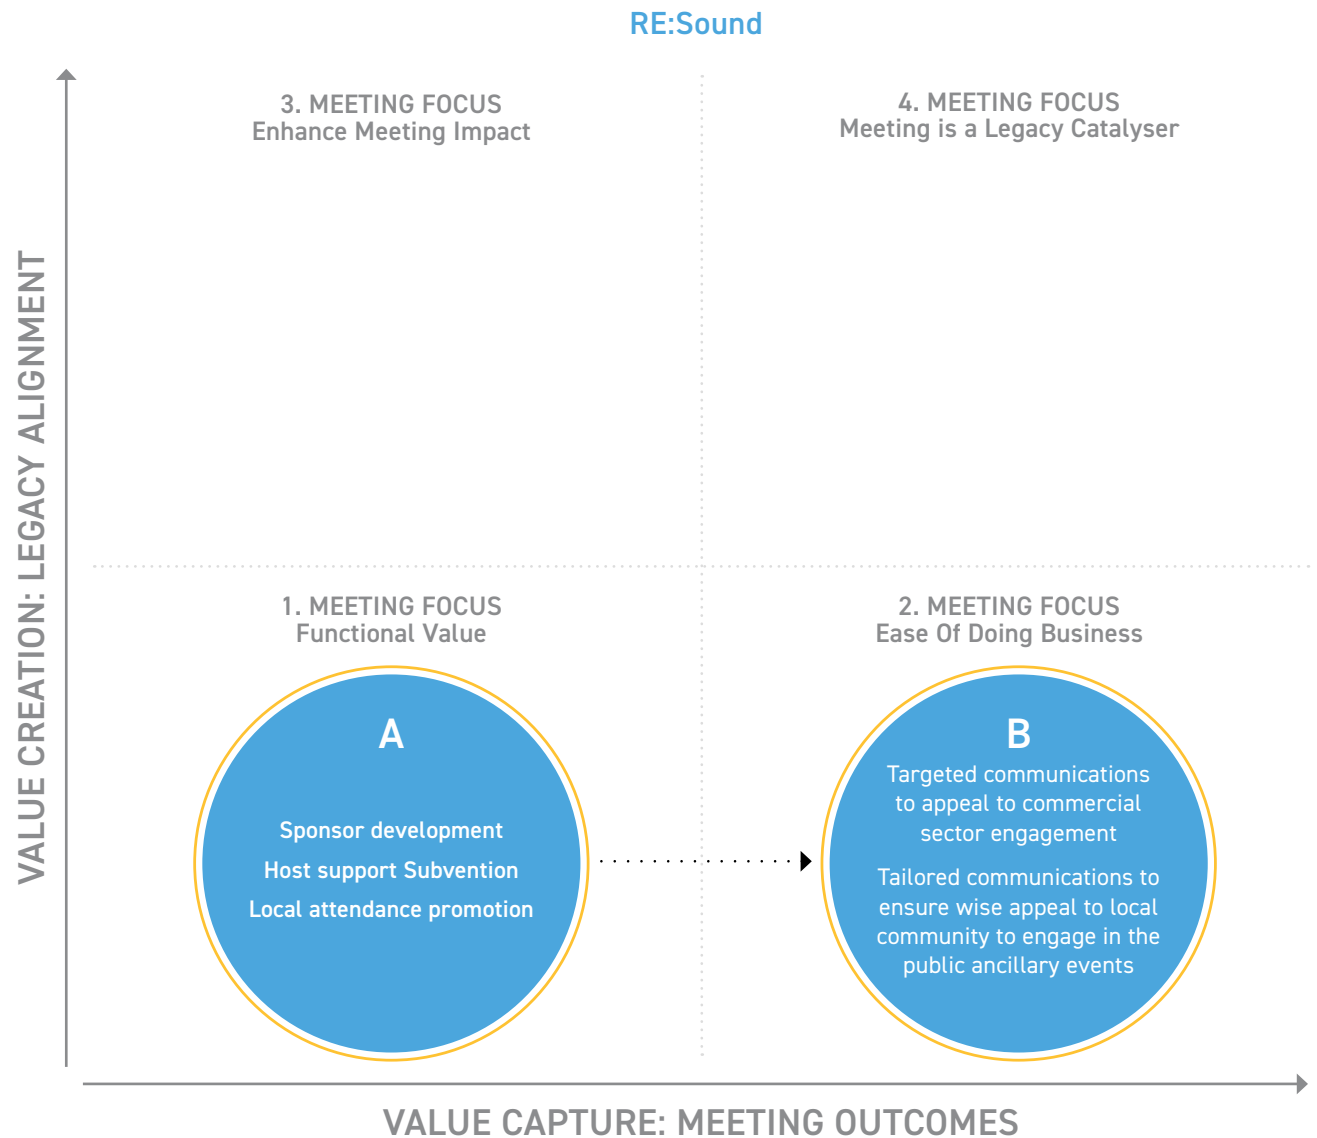 RE:Sound
3. MEETING FOCUS
Enhance Meeting Impact
4. MEETING FOCUS
Meeting is a Legacy Catalyser
VALUE CREATION: LEGACY ALIGNMENT
1. MEETING FOCUS
Functional Value
2. MEETING FOCUS
Ease Of Doing Business
A
Sponsor development
Host support Subvention
Local attendance promotion
B
Targeted communications
to appeal to commercial
sector engagement
Tailored communications to
ensure wise appeal to local
community to engage in the
public ancillary events
VALUE CAPTURE: MEETING OUTCOMES